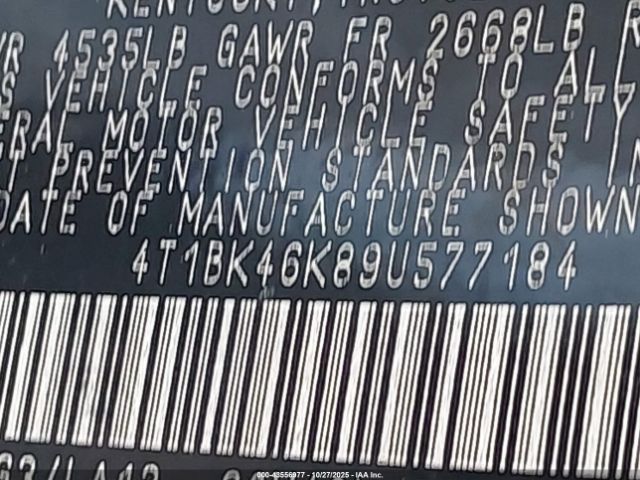 KENTUCKY, INC.
4535LB GAWR FR 2668LB R
VEHICLE CONFORMS TO AL
MOTOR VEHICLE SAFETY
PREVENTION STANDARDS IN
DATE OF MANUFACTURE SHOWN
4T1BK46K89U577184
000-43556977 - 10/27/2025 - IAA Inc.